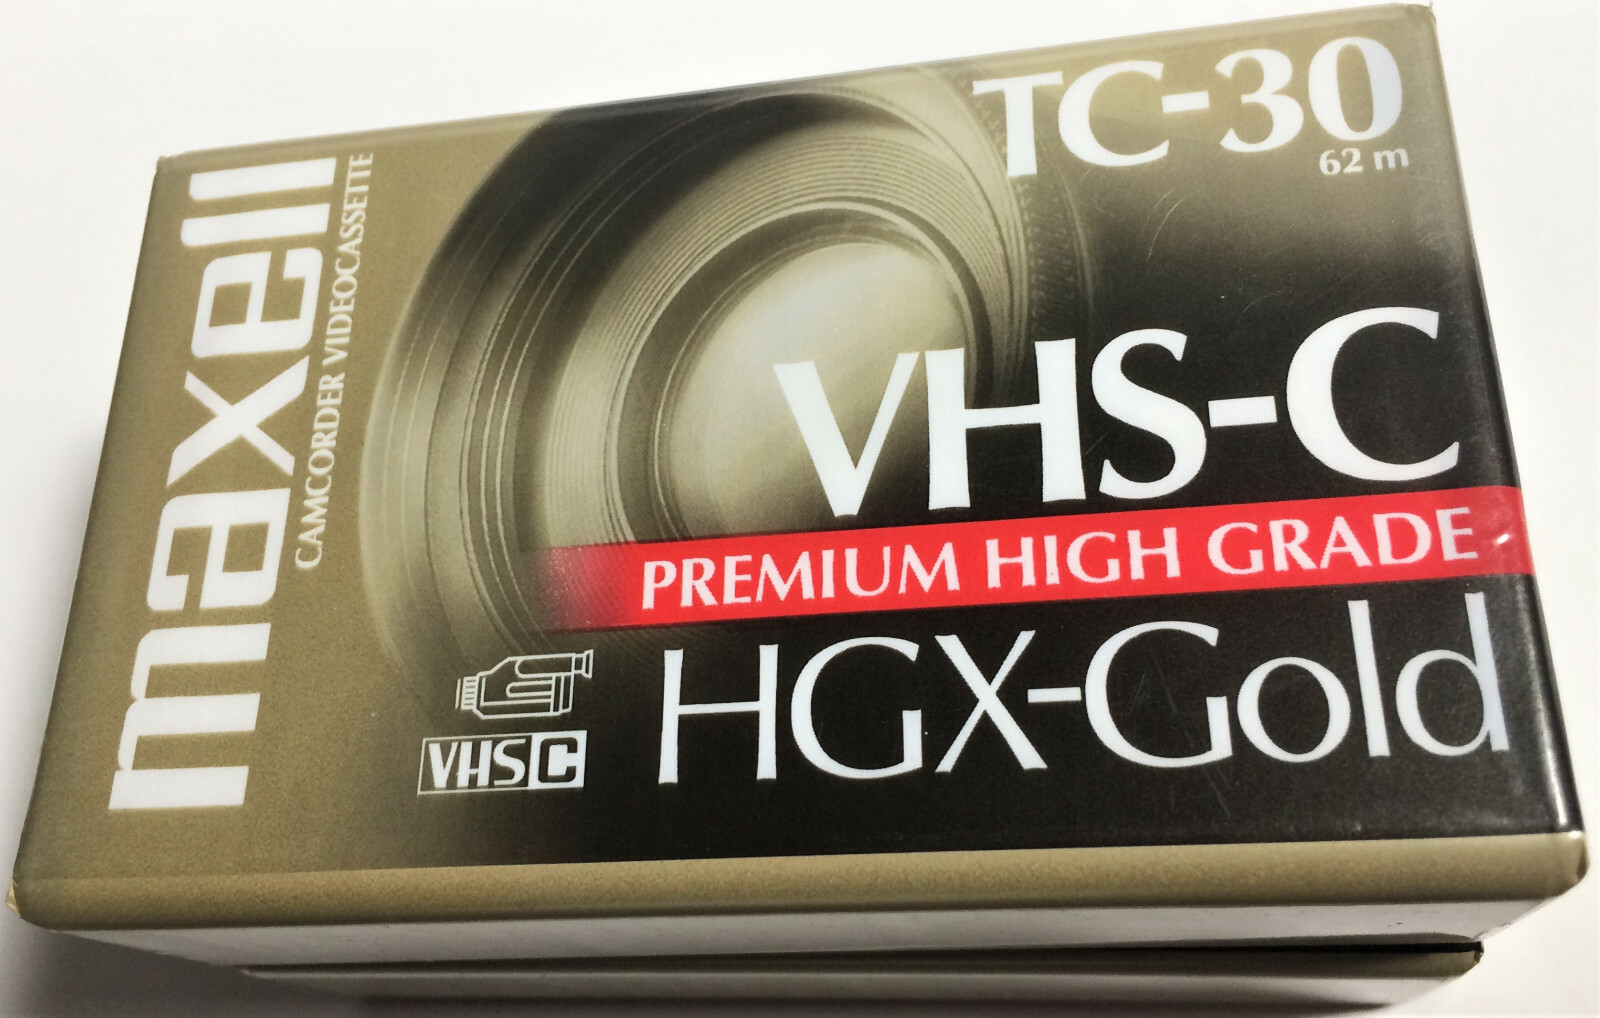 maxell
CAMCORDER VIDEOCASSETTE
TC-30
62 m
VHS-C
PREMIUM HIGH GRADE
HGX-Gold
VHS C